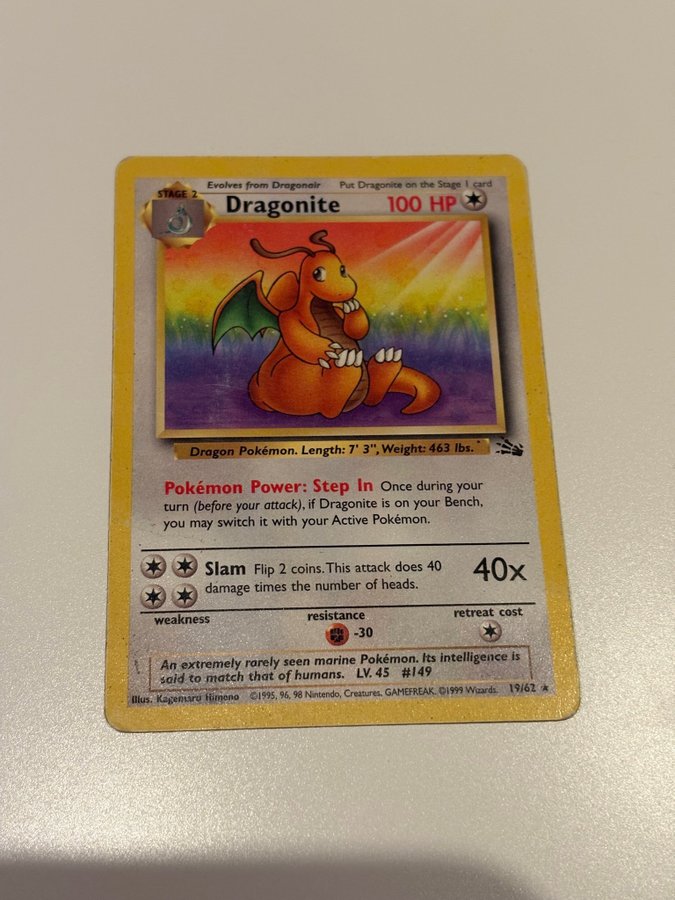 Evolves from Dragonair Put Dragonite on the Stage 1 card
STAGE 2
Dragonite 100 HP
Dragon Pokémon. Length: 7' 3", Weight: 463 lbs.
Pokémon Power: Step In Once during your
turn (before your attack), if Dragonite is on your Bench,
you may switch it with your Active Pokémon.
Slam Flip 2 coins. This attack does 40
damage times the number of heads.
40x
weakness resistance retreat cost
-30
An extremely rarely seen marine Pokémon. Its intelligence is
said to match that of humans. LV. 45 #149
Illus. Kagemaru Himeno ©1995, 96, 98 Nintendo, Creatures, GAMEFREAK. ©1999 Wizards. 19/62 ★